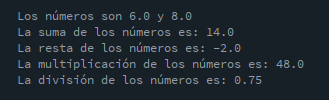 Los números son 6.0 y 8.0
La suma de los números es: 14.0
La resta de los números es: -2.0
La multiplicación de los números es: 48.0
La división de los números es: 0.75